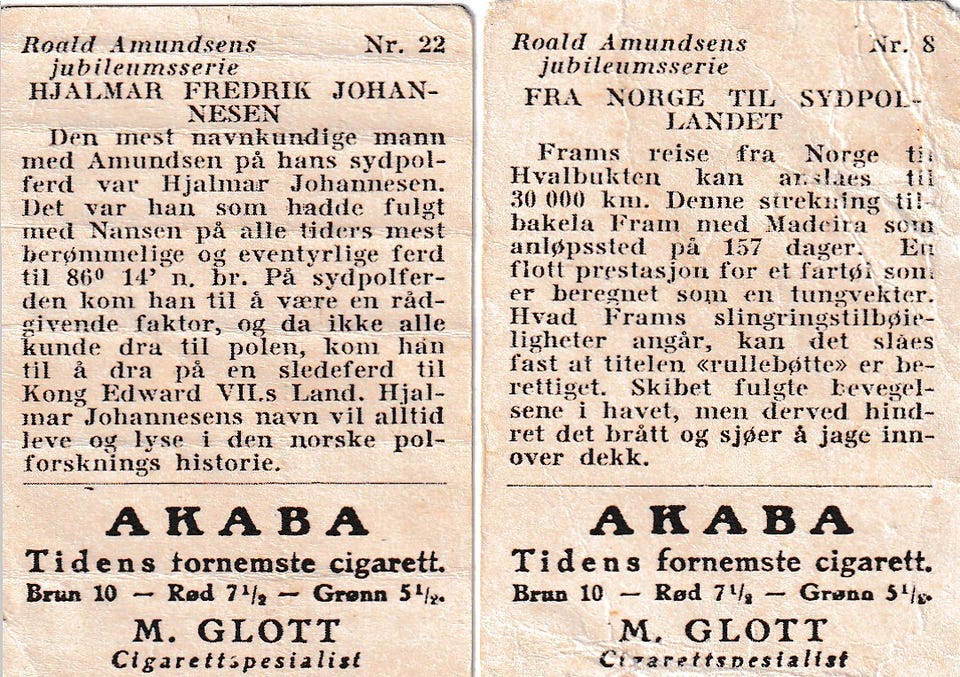 Roald Amundsens Nr. 22
jubileumsserie
HJALMAR FREDRIK JOHAN-
NESEN
Den mest navnkundige mann
med Amundsen på hans sydpol-
ferd var Hjalmar Johannesen.
Det var han som hadde fulgt
med Nansen på alle tiders mest
berømmelige og eventyrlige ferd
til 86⁰ 14’ n. br. På sydpolfer-
den kom han til å være en råd-
givende faktor, og da ikke alle
kunde dra til polen, kom han
til å dra på en sledeferd til
Kong Edward VII.s Land. Hjal-
mar Johannesens navn vil alltid
leve og lyse i den norske pol-
forsknings historie.
AKABA
Tidens fornemste cigarett.
Brun 10 — Rød 7¹/₂ — Grønn 5¹/₂.
M. GLOTT
Cigarettspesialist
Roald Amundsens Nr. 8
jubileumsserie
FRA NORGE TIL SYDPOL-
LANDET
Frams reise fra Norge til
Hvalbukten kan anslaes til
30 000 km. Denne strekning til-
bakela Fram med Madeira som
anløpssted på 157 dager. En
flott prestasjon for et fartøi som
er beregnet som en tungvekter.
Hvad Frams slingringstilbøie-
ligheter angår, kan det slåes
fast at titelen «rullebøtte» er be-
rettiget. Skibet fulgte bevegel-
sene i havet, men derved hind-
ret det brått og sjøer å jage inn-
over dekk.
AKABA
Tidens fornemste cigarett.
Brun 10 — Rød 7¹/₂ — Grønn 5¹/₂.
M. GLOTT
Cigarettspesialist